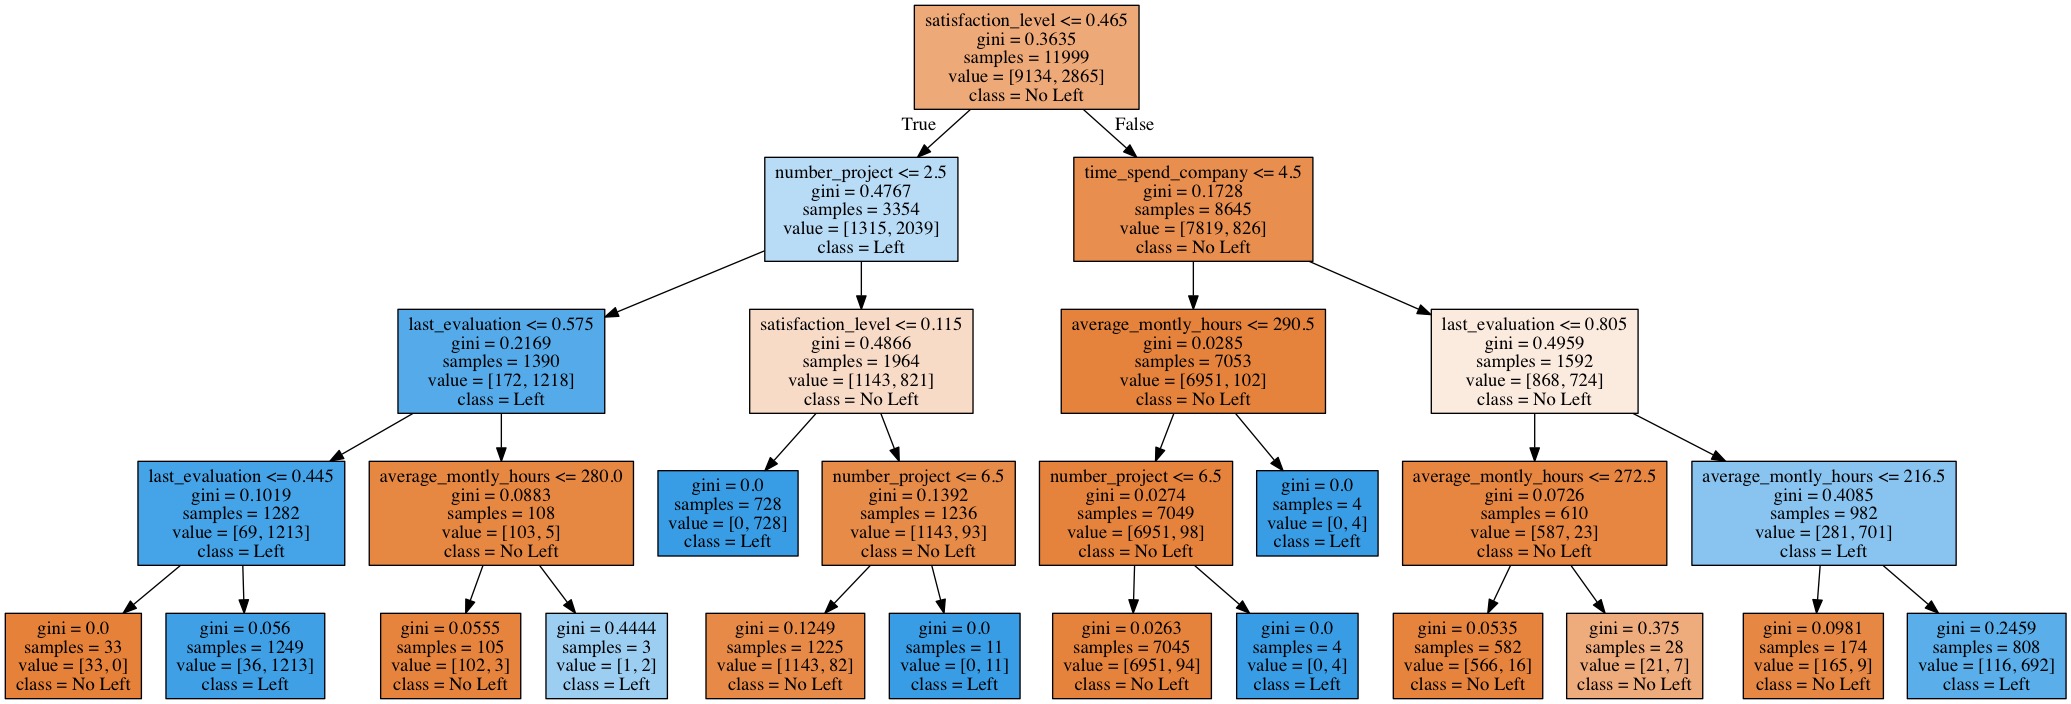 satisfaction_level <= 0.465
gini = 0.3635
samples = 11999
value = [9134, 2865]
class = No Left
True
False
number_project <= 2.5
gini = 0.4767
samples = 3354
value = [1315, 2039]
class = Left
time_spend_company <= 4.5
gini = 0.1728
samples = 8645
value = [7819, 826]
class = No Left
last_evaluation <= 0.575
gini = 0.2169
samples = 1390
value = [172, 1218]
class = Left
satisfaction_level <= 0.115
gini = 0.4866
samples = 1964
value = [1143, 821]
class = No Left
average_montly_hours <= 290.5
gini = 0.0285
samples = 7053
value = [6951, 102]
class = No Left
last_evaluation <= 0.805
gini = 0.4959
samples = 1592
value = [868, 724]
class = No Left
last_evaluation <= 0.445
gini = 0.1019
samples = 1282
value = [69, 1213]
class = Left
average_montly_hours <= 280.0
gini = 0.0883
samples = 108
value = [103, 5]
class = No Left
gini = 0.0
samples = 728
value = [0, 728]
class = Left
number_project <= 6.5
gini = 0.1392
samples = 1236
value = [1143, 93]
class = No Left
number_project <= 6.5
gini = 0.0274
samples = 7049
value = [6951, 98]
class = No Left
gini = 0.0
samples = 4
value = [0, 4]
class = Left
average_montly_hours <= 272.5
gini = 0.0726
samples = 610
value = [587, 23]
class = No Left
average_montly_hours <= 216.5
gini = 0.4085
samples = 982
value = [281, 701]
class = Left
gini = 0.0
samples = 33
value = [33, 0]
class = No Left
gini = 0.056
samples = 1249
value = [36, 1213]
class = Left
gini = 0.0555
samples = 105
value = [102, 3]
class = No Left
gini = 0.4444
samples = 3
value = [1, 2]
class = Left
gini = 0.1249
samples = 1225
value = [1143, 82]
class = No Left
gini = 0.0
samples = 11
value = [0, 11]
class = Left
gini = 0.0263
samples = 7045
value = [6951, 94]
class = No Left
gini = 0.0
samples = 4
value = [0, 4]
class = Left
gini = 0.0535
samples = 582
value = [566, 16]
class = No Left
gini = 0.375
samples = 28
value = [21, 7]
class = No Left
gini = 0.0981
samples = 174
value = [165, 9]
class = No Left
gini = 0.2459
samples = 808
value = [116, 692]
class = Left